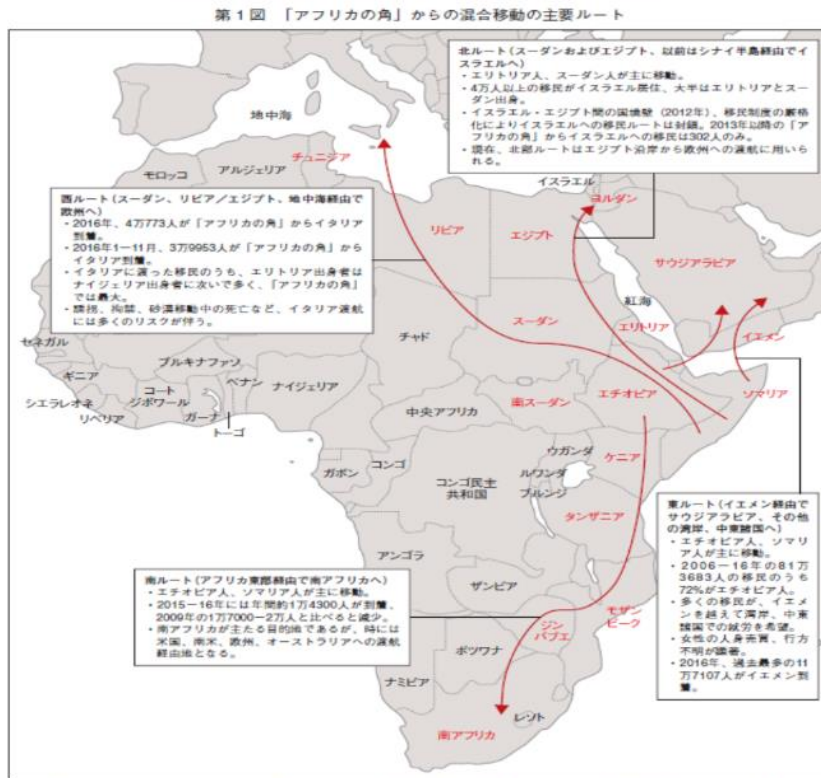 第1図 「アフリカの角」からの混合移動の主要ルート
北ルート(スーダンおよびエジプト、以前はシナイ半島経由でイ
スラエルへ)
・エリトリア人、スーダン人が主に移動。
・4万人以上の移民がイスラエル居住、大半はエリトリアとスー
ダン出身。
・イスラエル・エジプト間の国境壁(2012年)、移民制度の厳格
化によりイスラエルへの移民ルートは封鎖。2013年以降の「ア
フリカの角」からイスラエルへの移民は302人のみ。
・現在、北部ルートはエジプト沿岸から欧州への渡航に用いら
れる。
地中海
モロッコ
アルジェリア
チュニジア
イスラエル
ヨルダン
西ルート(スーダン、リビア/エジプト、地中海経由で
欧州へ)
・2016年、4万773人が「アフリカの角」からイタリア
到着。
・2016年1―11月、3万9953人が「アフリカの角」から
イタリア到着。
・イタリアに渡った移民のうち、エリトリア出身者は
ナイジェリア出身者に次いで多く、「アフリカの角」
では最大。
・誘拐、拘禁、砂漠移動中の死亡など、イタリア渡航
には多くのリスクが伴う。
リビア
エジプト
サウジアラビア
紅海
スーダン
エリトリア
イエメン
チャド
セネガル
ギニア
シエラレオネ
リベリア
ブルキナファソ
コート
ジボワール
ガーナ
トーゴ
ベナン
ナイジェリア
中央アフリカ
南スーダン
エチオピア
ソマリア
ガボン
コンゴ
コンゴ民主
共和国
ウガンダ
ルワンダ
ブルンジ
ケニア
タンザニア
東ルート(イエメン経由で
サウジアラビア、その他
の湾岸、中東諸国へ)
・エチオピア人、ソマリ
ア人が主に移動。
・2006―16年の81万
3683人の移民のうち
72%がエチオピア人。
・多くの移民が、イエメ
ンを越えて湾岸、中東
諸国での就労を希望。
・女性の人身売買、行方
不明が顕著。
・2016年、過去最多の11
万7107人がイエメン到
着。
アンゴラ
ザンビア
南ルート(アフリカ東部経由で南アフリカへ)
・エチオピア人、ソマリア人が主に移動。
・2015―16年には年間約1万4300人が到着、
2009年の1万7000―2万人と比べると減少。
・南アフリカが主たる目的地であるが、時には
米国、南米、欧州、オーストラリアへの渡航
経由地となる。
ジン
バブエ
モザン
ビーク
ボツワナ
ナミビア
レソト
南アフリカ